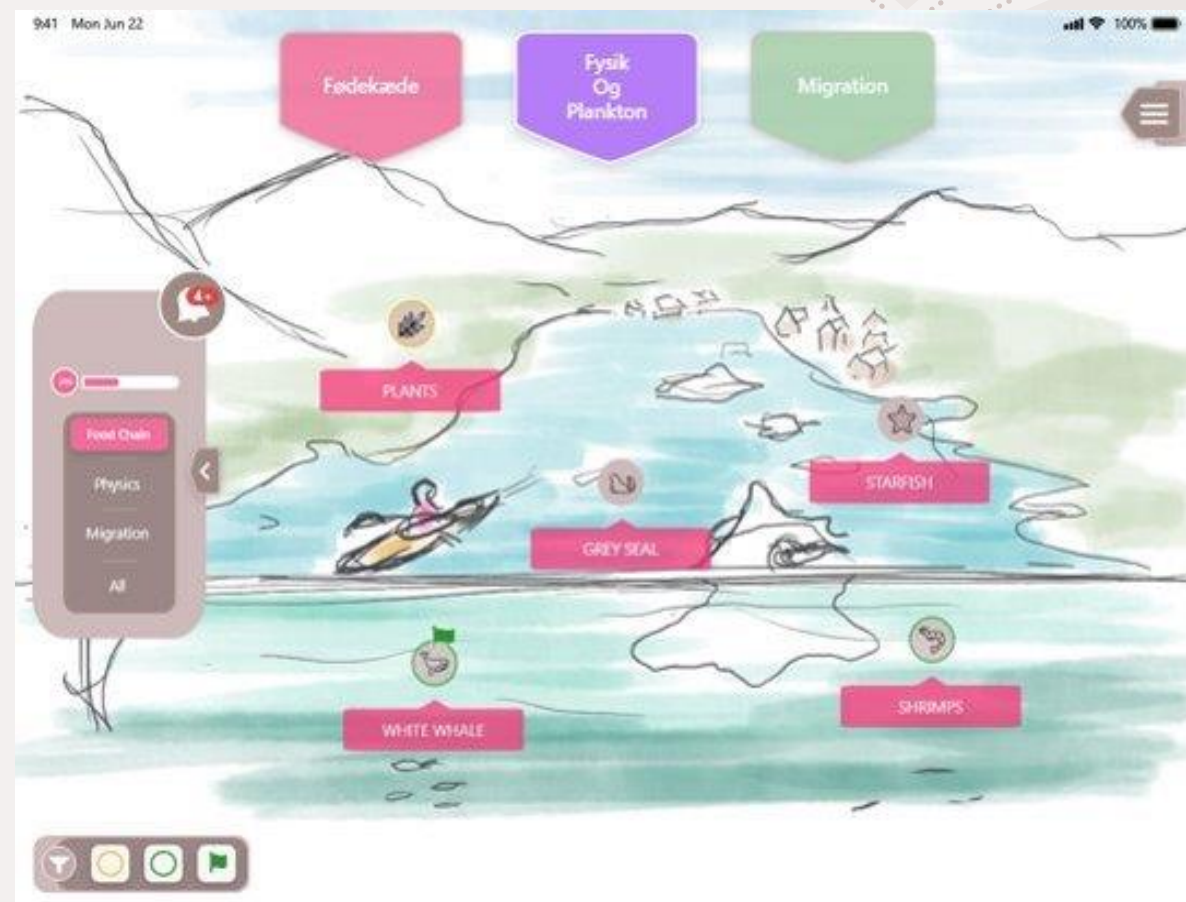 9:41 Mon Jun 22
100%
Fødekæde
Fysik
Og
Plankton
Migration
4+
PLANTS
Food Chain
Physics
Migration
All
STARFISH
GREY SEAL
WHITE WHALE
SHRIMPS